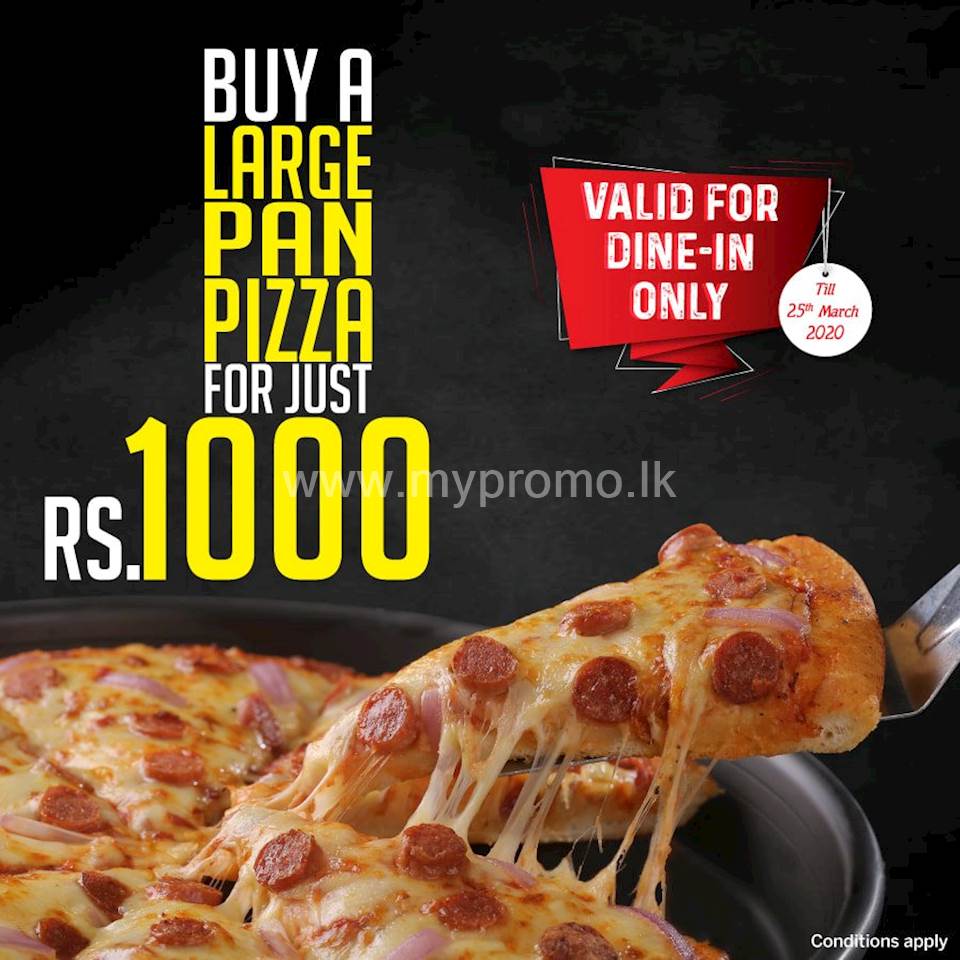 BUY A
LARGE
PAN
PIZZA
FOR JUST
RS.1000
VALID FOR
DINE-IN
ONLY
Till
25th March
2020
www.mypromo.lk
Conditions apply